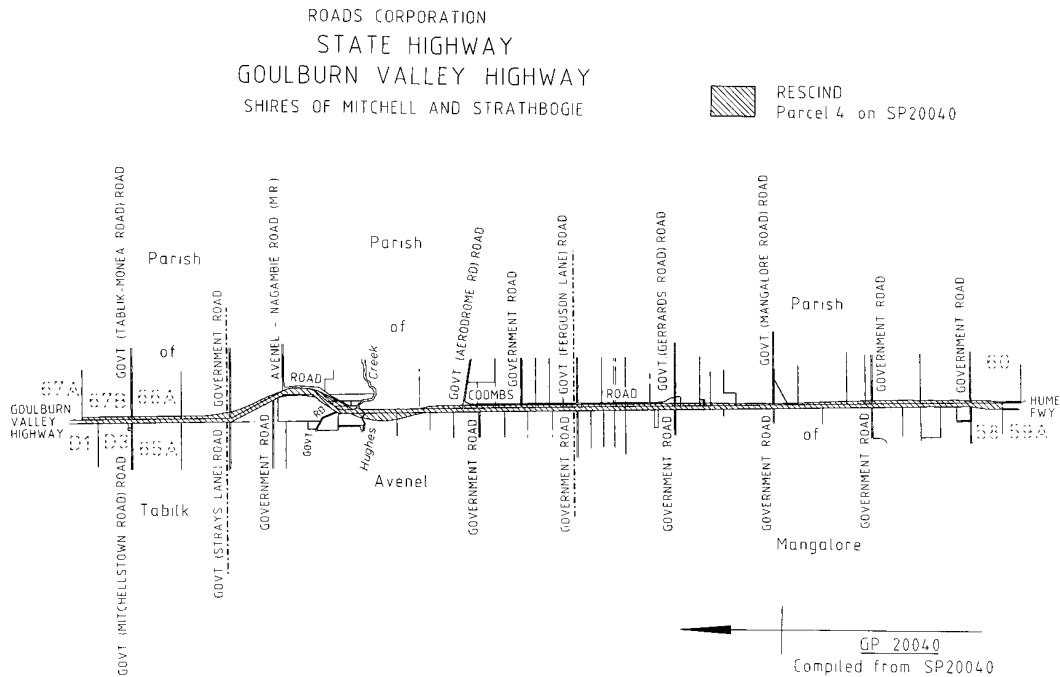 ROADS CORPORATION
STATE HIGHWAY
GOULBURN VALLEY HIGHWAY
SHIRES OF MITCHELL AND STRATHBOGIE
RESCIND
Parcel 4 on SP20040
GOVT (TABLIK-MONEA ROAD) ROAD
GOVERNMENT ROAD
AVENEL - NAGAMBIE ROAD (M.R.)
GOVT (AERODROME RD) ROAD
GOVERNMENT ROAD
GOVT (FERGUSON LANE) ROAD
GOVT (GERRARDS ROAD) ROAD
GOVT (MANGALORE ROAD) ROAD
GOVERNMENT ROAD
GOVERNMENT ROAD
Parish
Parish
Parish
of
of
of
67A
67B
66A
60
ROAD
Creek
COOMBS
ROAD
GOULBURN
VALLEY
HIGHWAY
HUME
FWY
D1
D3
65A
58
59A
GOVT
RD
Hughes
Tabilk
Avenel
Mangalore
GOVT (MITCHELLSTOWN ROAD) ROAD
GOVT (STRAYS LANE) ROAD
GOVERNMENT ROAD
GOVERNMENT ROAD
GOVERNMENT ROAD
GOVERNMENT ROAD
GOVERNMENT ROAD
GOVERNMENT ROAD
GP 20040
Compiled from SP20040